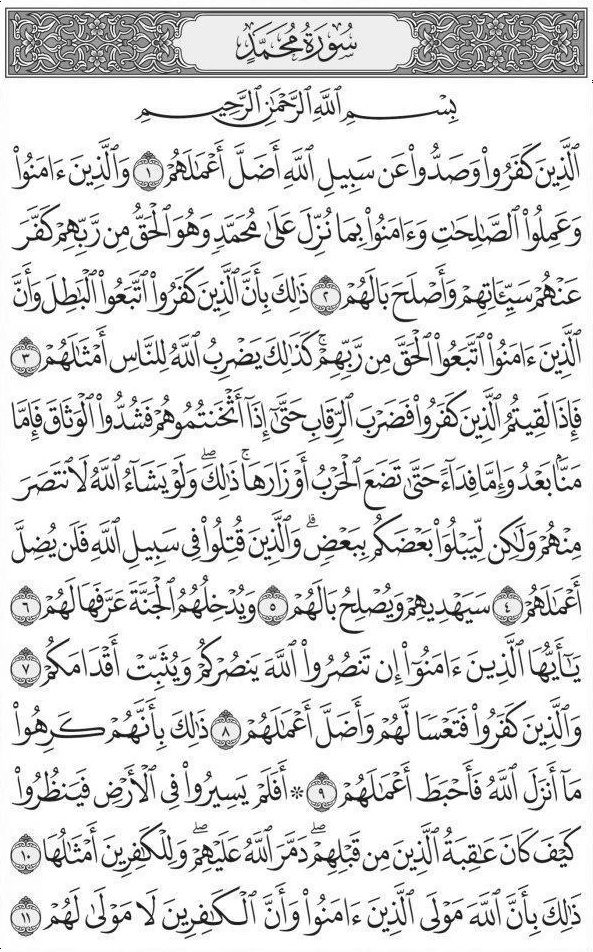 سُورَةُ مُحَمَّدٍ
بِسْمِ ٱللَّهِ ٱلرَّحْمَٰنِ ٱلرَّحِيمِ
ٱلَّذِينَ كَفَرُوا۟ وَصَدُّوا۟ عَن سَبِيلِ ٱللَّهِ أَضَلَّ أَعْمَٰلَهُمْ ١ وَٱلَّذِينَ ءَامَنُوا۟
وَعَمِلُوا۟ ٱلصَّٰلِحَٰتِ وَءَامَنُوا۟ بِمَا نُزِّلَ عَلَىٰ مُحَمَّدٍ وَهُوَ ٱلْحَقُّ مِن رَّبِّهِمْ كَفَّرَ
عَنْهُمْ سَيِّـَٔاتِهِمْ وَأَصْلَحَ بَالَهُمْ ٢ ذَٰلِكَ بِأَنَّ ٱلَّذِينَ كَفَرُوا۟ ٱتَّبَعُوا۟ ٱلْبَٰطِلَ وَأَنَّ
ٱلَّذِينَ ءَامَنُوا۟ ٱتَّبَعُوا۟ ٱلْحَقَّ مِن رَّبِّهِمْ ۚ كَذَٰلِكَ يَضْرِبُ ٱللَّهُ لِلنَّاسِ أَمْثَٰلَهُمْ ٣
فَإِذَا لَقِيتُمُ ٱلَّذِينَ كَفَرُوا۟ فَضَرْبَ ٱلرِّقَابِ حَتَّىٰٓ إِذَآ أَثْخَنتُمُوهُمْ فَشُدُّوا۟ ٱلْوَثَاقَ فَإِمَّا
مَنًّۢا بَعْدُ وَإِمَّا فِدَآءً حَتَّىٰ تَضَعَ ٱلْحَرْبُ أَوْزَارَهَا ۚ ذَٰلِكَ ۖ وَلَوْ يَشَآءُ ٱللَّهُ لَٱنتَصَرَ
مِنْهُمْ وَلَٰكِن لِّيَبْلُوَا۟ بَعْضَكُم بِبَعْضٍ ۗ وَٱلَّذِينَ قُتِلُوا۟ فِى سَبِيلِ ٱللَّهِ فَلَن يُضِلَّ
أَعْمَٰلَهُمْ ٤ سَيَهْدِيهِمْ وَيُصْلِحُ بَالَهُمْ ٥ وَيُدْخِلُهُمُ ٱلْجَنَّةَ عَرَّفَهَا لَهُمْ ٦
يَٰٓأَيُّهَا ٱلَّذِينَ ءَامَنُوٓا۟ إِن تَنصُرُوا۟ ٱللَّهَ يَنصُرْكُمْ وَيُثَبِّتْ أَقْدَامَكُمْ ٧
وَٱلَّذِينَ كَفَرُوا۟ فَتَعْسًا لَّهُمْ وَأَضَلَّ أَعْمَٰلَهُمْ ٨ ذَٰلِكَ بِأَنَّهُمْ كَرِهُوا۟
مَآ أَنزَلَ ٱللَّهُ فَأَحْبَطَ أَعْمَٰلَهُمْ ٩ ۞ أَفَلَمْ يَسِيرُوا۟ فِى ٱلْأَرْضِ فَيَنظُرُوا۟
كَيْفَ كَانَ عَٰقِبَةُ ٱلَّذِينَ مِن قَبْلِهِمْ ۖ دَمَّرَ ٱللَّهُ عَلَيْهِمْ ۖ وَلِلْكَٰفِرِينَ أَمْثَٰلُهَا ١٠
ذَٰلِكَ بِأَنَّ ٱللَّهَ مَوْلَى ٱلَّذِينَ ءَامَنُوا۟ وَأَنَّ ٱلْكَٰفِرِينَ لَا مَوْلَىٰ لَهُمْ ١١